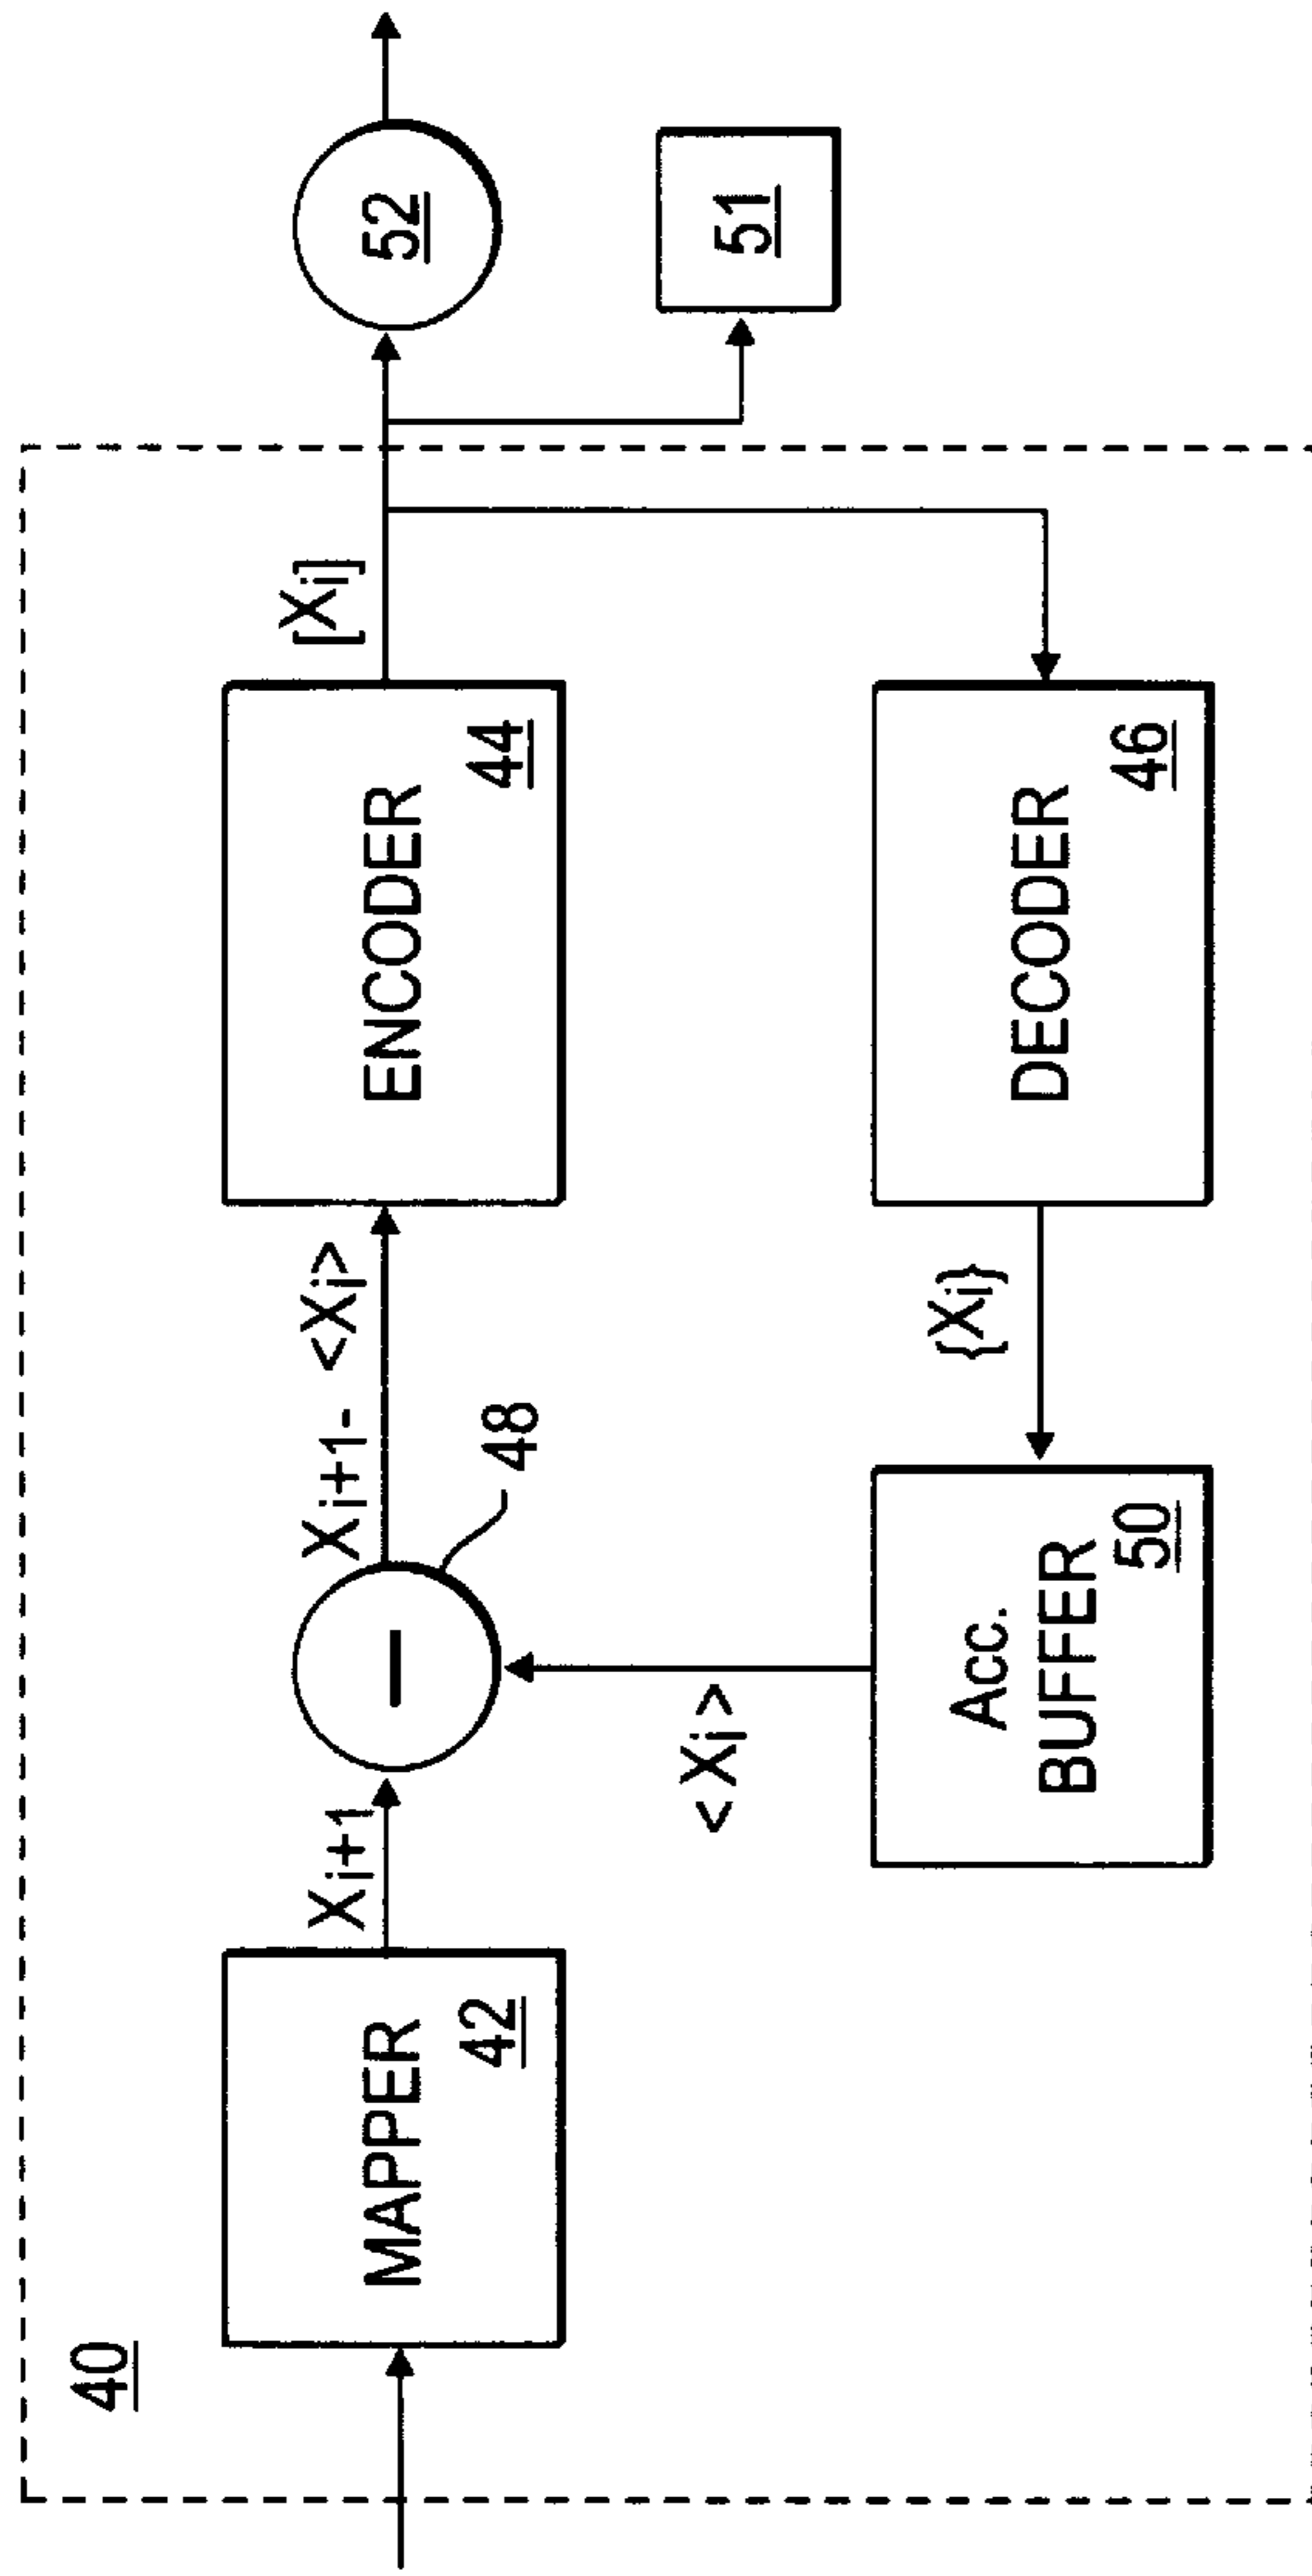 40
MAPPER
42
Xi+1
48
Xi+1- <Xi>
ENCODER
44
[Xi]
52
51
<Xi>
Acc.
BUFFER
50
{Xi}
DECODER
46